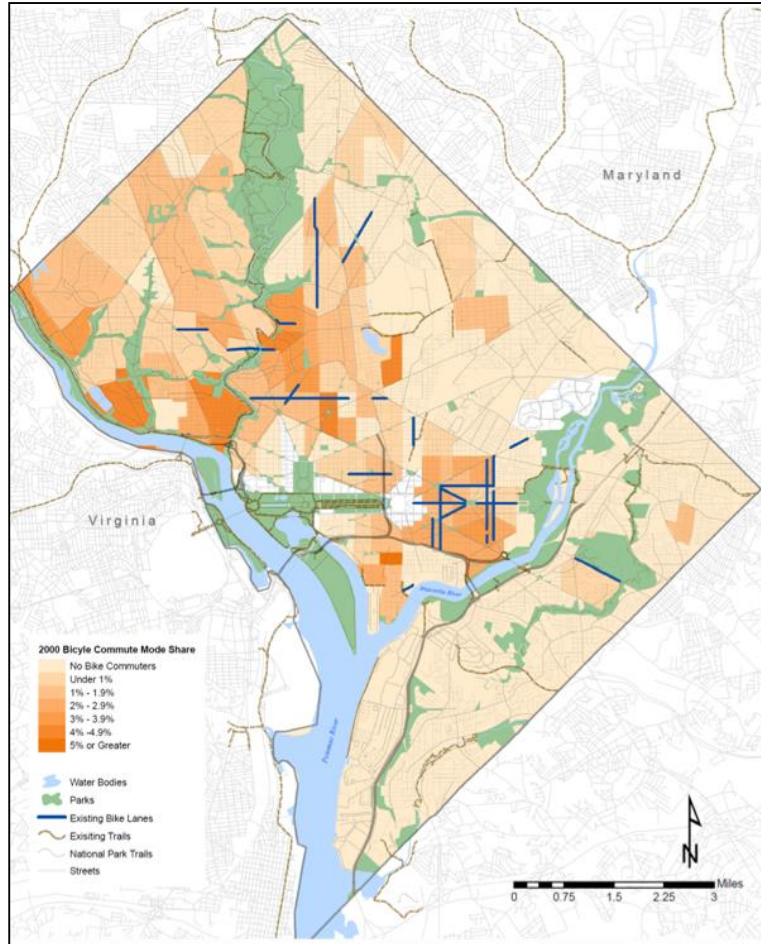 Maryland
Virginia
Anacostia River
Potomac River
2000 Bicyle Commute Mode Share
No Bike Commuters
Under 1%
1% - 1.9%
2% - 2.9%
3% - 3.9%
4% -4.9%
5% or Greater
Water Bodies
Parks
Existing Bike Lanes
Exisiting Trails
National Park Trails
Streets
N
Miles
0 0.75 1.5 2.25 3